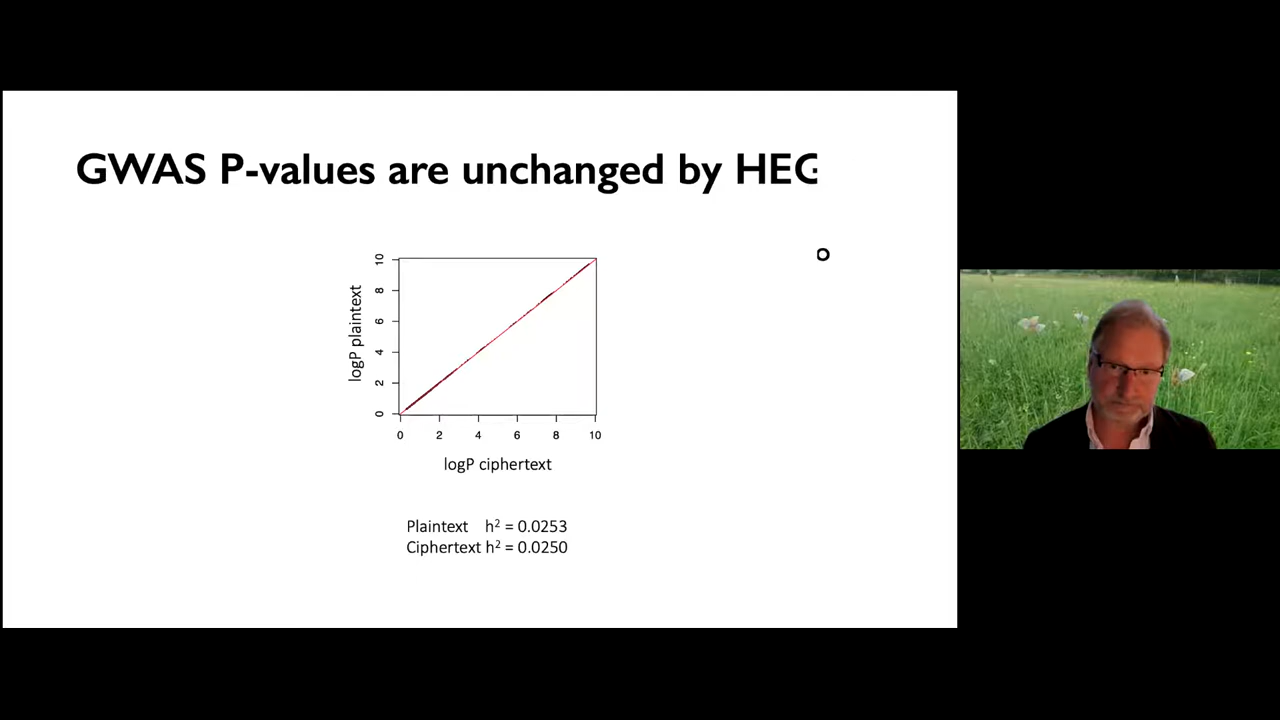 GWAS P-values are unchanged by HEG
logP plaintext
10
8
6
4
2
0
0 2 4 6 8 10
logP ciphertext
Plaintext h² = 0.0253
Ciphertext h² = 0.0250